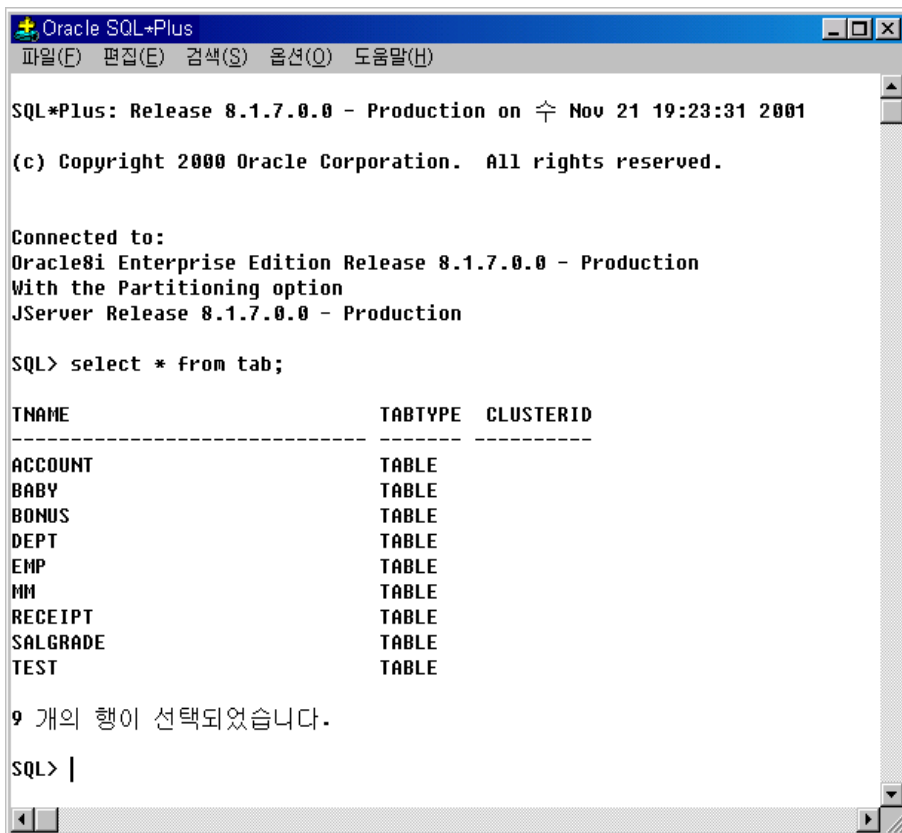 Oracle SQL*Plus
파일(F) 편집(E) 검색(S) 옵션(O) 도움말(H)
SQL*Plus: Release 8.1.7.0.0 - Production on 수 Nov 21 19:23:31 2001
(c) Copyright 2000 Oracle Corporation.  All rights reserved.
Connected to:
Oracle8i Enterprise Edition Release 8.1.7.0.0 - Production
With the Partitioning option
JServer Release 8.1.7.0.0 - Production
SQL> select * from tab;
TNAME                          TABTYPE  CLUSTERID
------------------------------ ------- ----------
ACCOUNT                        TABLE
BABY                           TABLE
BONUS                          TABLE
DEPT                           TABLE
EMP                            TABLE
MM                             TABLE
RECEIPT                        TABLE
SALGRADE                       TABLE
TEST                           TABLE
9 개의 행이 선택되었습니다.
SQL>